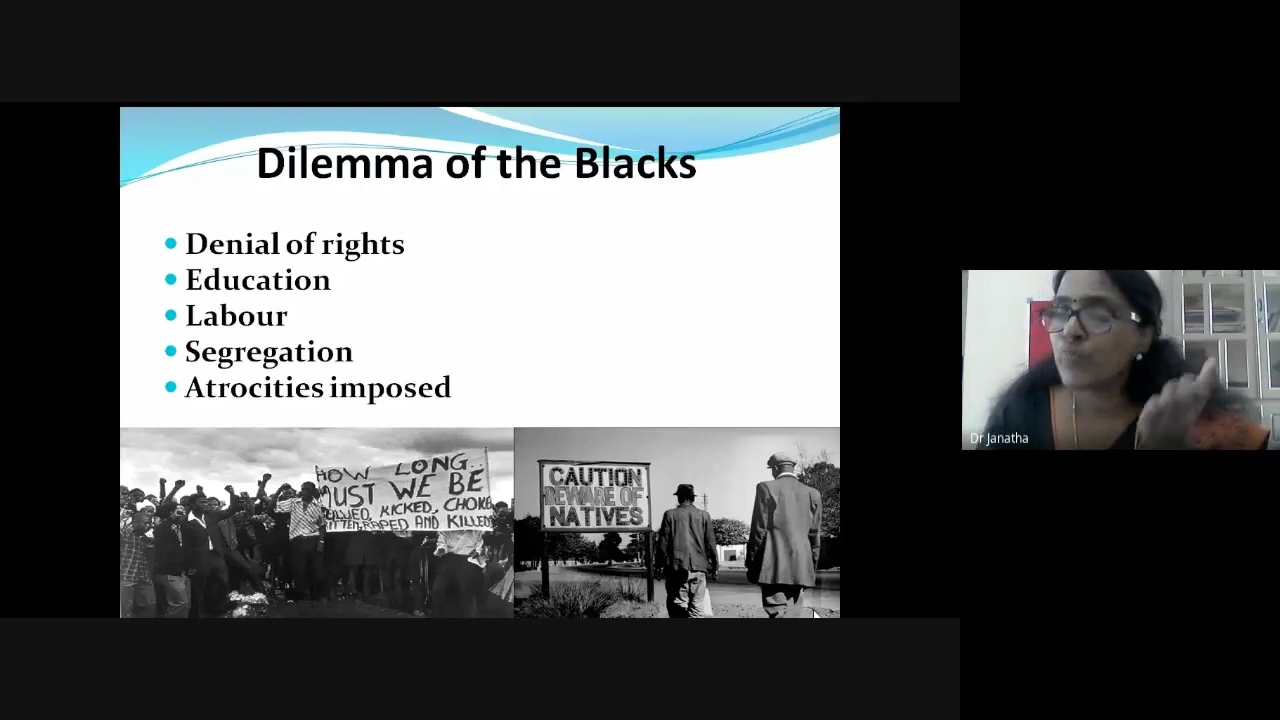 Dilemma of the Blacks
Denial of rights
Education
Labour
Segregation
Atrocities imposed
HOW LONG..
MUST WE BE
KICKED, CHOKE
RAPED AND KILLED
CAUTION
BEWARE OF
NATIVES
Dr Janatha